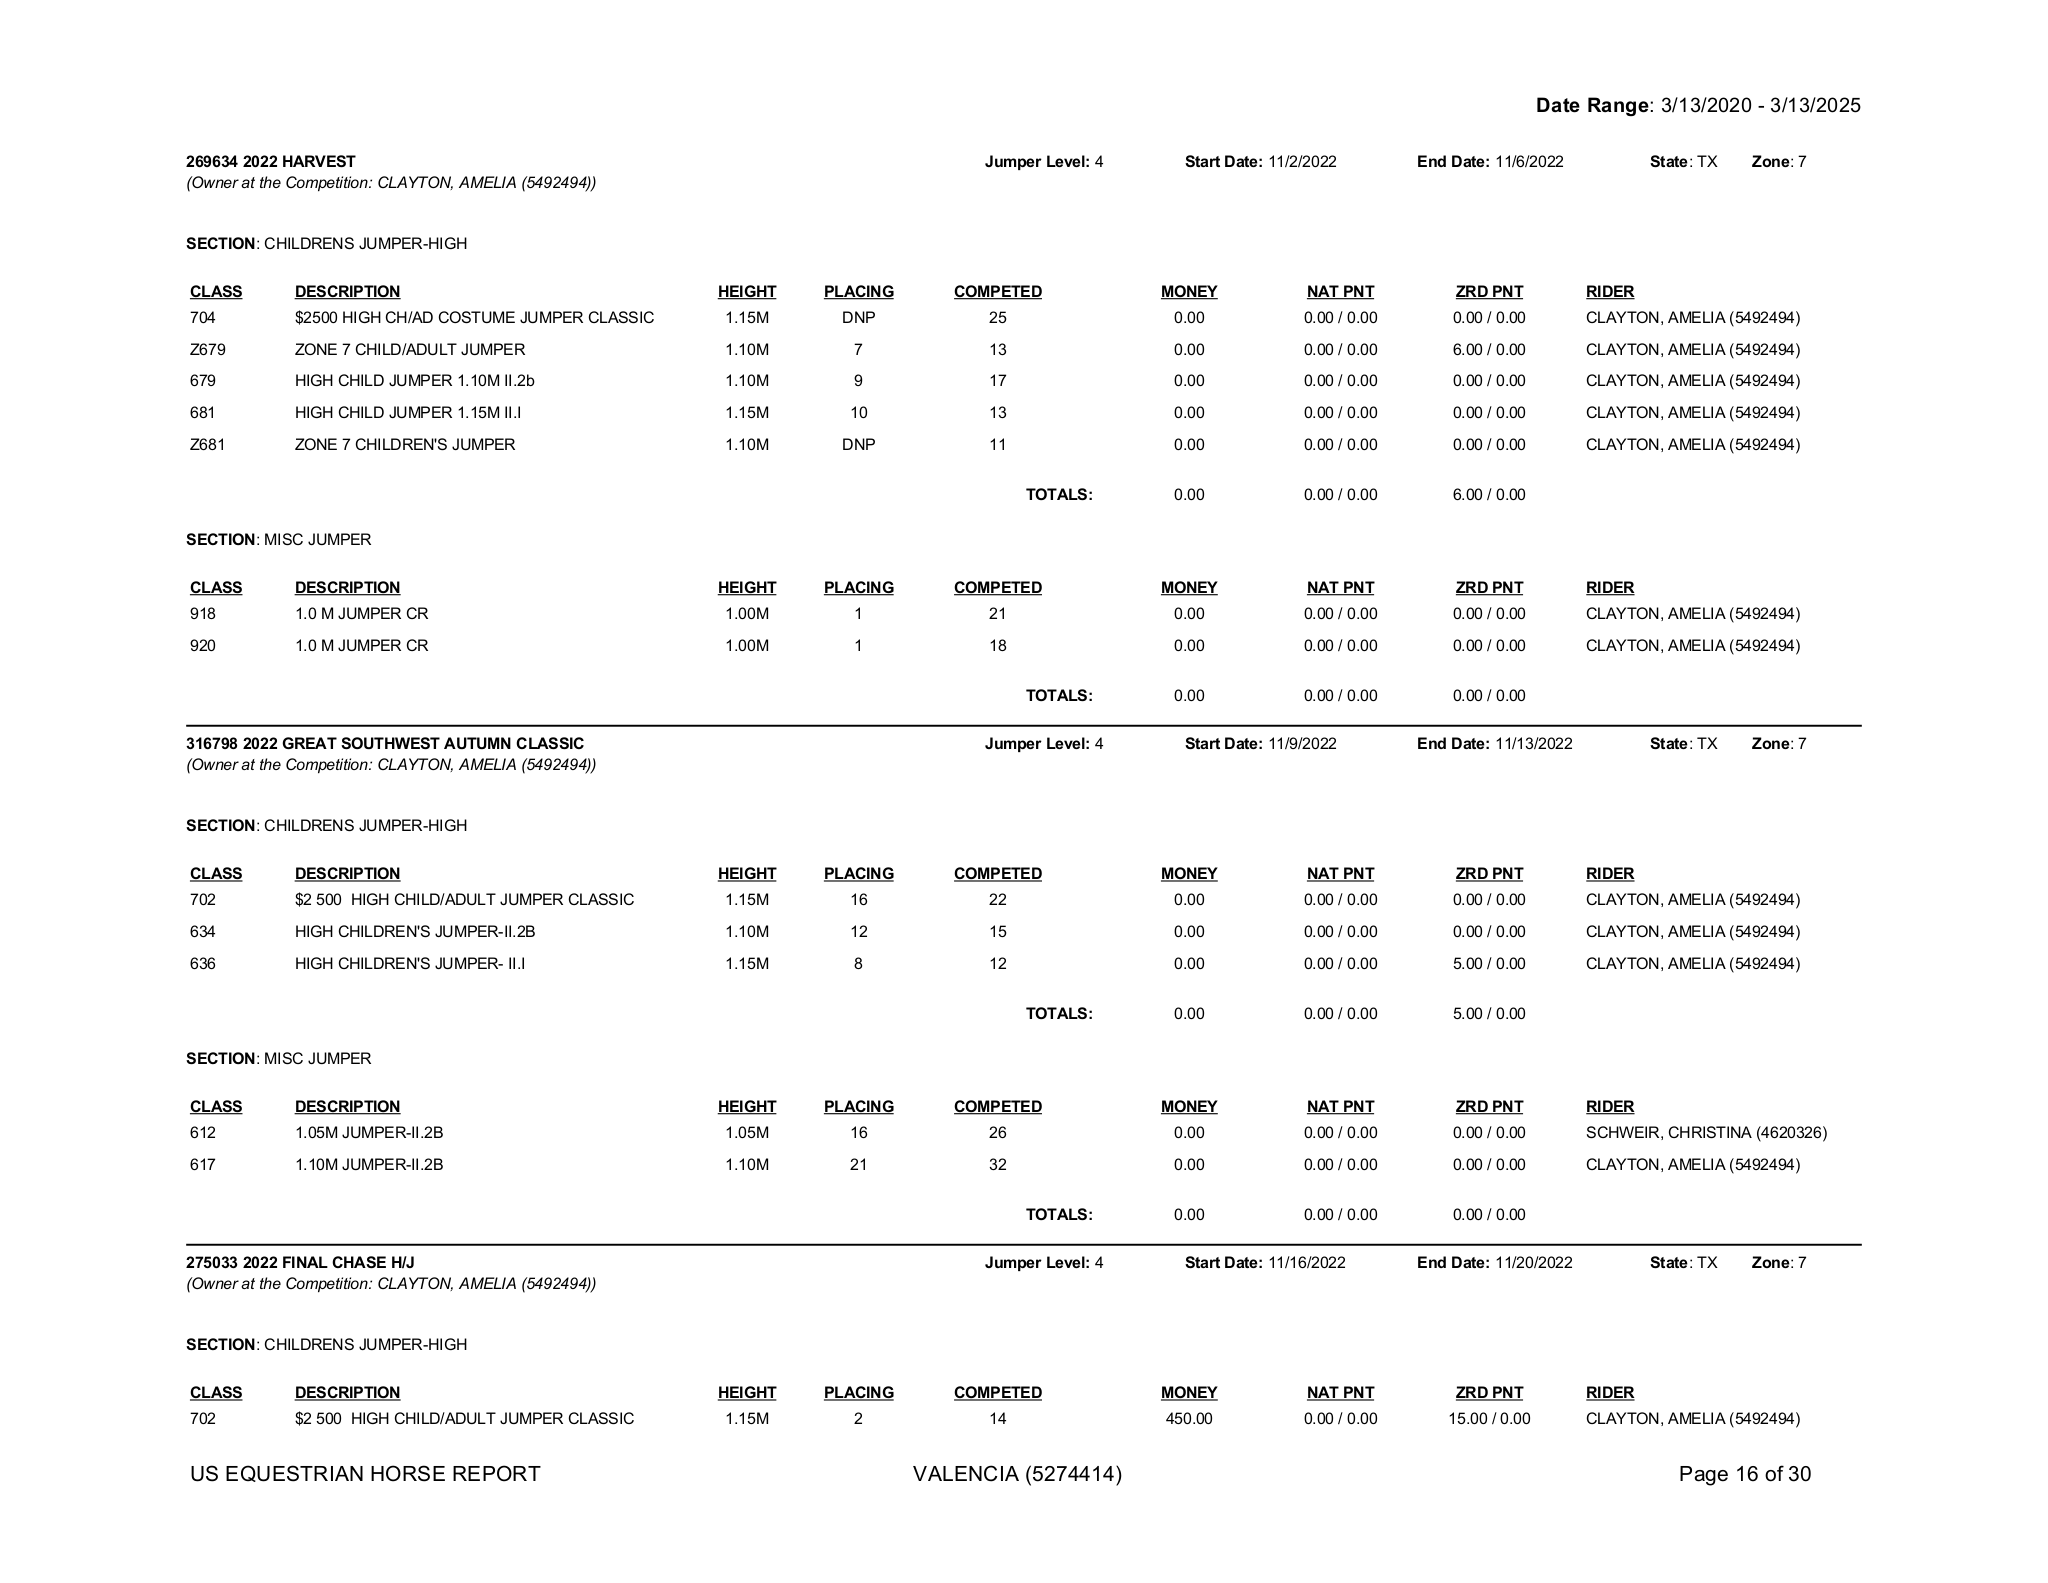 Date Range: 3/13/2020 - 3/13/2025
269634 2022 HARVEST Jumper Level: 4 Start Date: 11/2/2022 End Date: 11/6/2022 State: TX Zone: 7
(Owner at the Competition: CLAYTON, AMELIA (5492494))
SECTION: CHILDRENS JUMPER-HIGH
CLASS DESCRIPTION HEIGHT PLACING COMPETED MONEY NAT PNT ZRD PNT RIDER
704 $2500 HIGH CH/AD COSTUME JUMPER CLASSIC 1.15M DNP 25 0.00 0.00 / 0.00 0.00 / 0.00 CLAYTON, AMELIA (5492494)
Z679 ZONE 7 CHILD/ADULT JUMPER 1.10M 7 13 0.00 0.00 / 0.00 6.00 / 0.00 CLAYTON, AMELIA (5492494)
679 HIGH CHILD JUMPER 1.10M II.2b 1.10M 9 17 0.00 0.00 / 0.00 0.00 / 0.00 CLAYTON, AMELIA (5492494)
681 HIGH CHILD JUMPER 1.15M II.I 1.15M 10 13 0.00 0.00 / 0.00 0.00 / 0.00 CLAYTON, AMELIA (5492494)
Z681 ZONE 7 CHILDREN'S JUMPER 1.10M DNP 11 0.00 0.00 / 0.00 0.00 / 0.00 CLAYTON, AMELIA (5492494)
TOTALS: 0.00 0.00 / 0.00 6.00 / 0.00
SECTION: MISC JUMPER
CLASS DESCRIPTION HEIGHT PLACING COMPETED MONEY NAT PNT ZRD PNT RIDER
918 1.0 M JUMPER CR 1.00M 1 21 0.00 0.00 / 0.00 0.00 / 0.00 CLAYTON, AMELIA (5492494)
920 1.0 M JUMPER CR 1.00M 1 18 0.00 0.00 / 0.00 0.00 / 0.00 CLAYTON, AMELIA (5492494)
TOTALS: 0.00 0.00 / 0.00 0.00 / 0.00
316798 2022 GREAT SOUTHWEST AUTUMN CLASSIC Jumper Level: 4 Start Date: 11/9/2022 End Date: 11/13/2022 State: TX Zone: 7
(Owner at the Competition: CLAYTON, AMELIA (5492494))
SECTION: CHILDRENS JUMPER-HIGH
CLASS DESCRIPTION HEIGHT PLACING COMPETED MONEY NAT PNT ZRD PNT RIDER
702 $2 500 HIGH CHILD/ADULT JUMPER CLASSIC 1.15M 16 22 0.00 0.00 / 0.00 0.00 / 0.00 CLAYTON, AMELIA (5492494)
634 HIGH CHILDREN'S JUMPER-II.2B 1.10M 12 15 0.00 0.00 / 0.00 0.00 / 0.00 CLAYTON, AMELIA (5492494)
636 HIGH CHILDREN'S JUMPER- II.I 1.15M 8 12 0.00 0.00 / 0.00 5.00 / 0.00 CLAYTON, AMELIA (5492494)
TOTALS: 0.00 0.00 / 0.00 5.00 / 0.00
SECTION: MISC JUMPER
CLASS DESCRIPTION HEIGHT PLACING COMPETED MONEY NAT PNT ZRD PNT RIDER
612 1.05M JUMPER-II.2B 1.05M 16 26 0.00 0.00 / 0.00 0.00 / 0.00 SCHWEIR, CHRISTINA (4620326)
617 1.10M JUMPER-II.2B 1.10M 21 32 0.00 0.00 / 0.00 0.00 / 0.00 CLAYTON, AMELIA (5492494)
TOTALS: 0.00 0.00 / 0.00 0.00 / 0.00
275033 2022 FINAL CHASE H/J Jumper Level: 4 Start Date: 11/16/2022 End Date: 11/20/2022 State: TX Zone: 7
(Owner at the Competition: CLAYTON, AMELIA (5492494))
SECTION: CHILDRENS JUMPER-HIGH
CLASS DESCRIPTION HEIGHT PLACING COMPETED MONEY NAT PNT ZRD PNT RIDER
702 $2 500 HIGH CHILD/ADULT JUMPER CLASSIC 1.15M 2 14 450.00 0.00 / 0.00 15.00 / 0.00 CLAYTON, AMELIA (5492494)
US EQUESTRIAN HORSE REPORT VALENCIA (5274414) Page 16 of 30